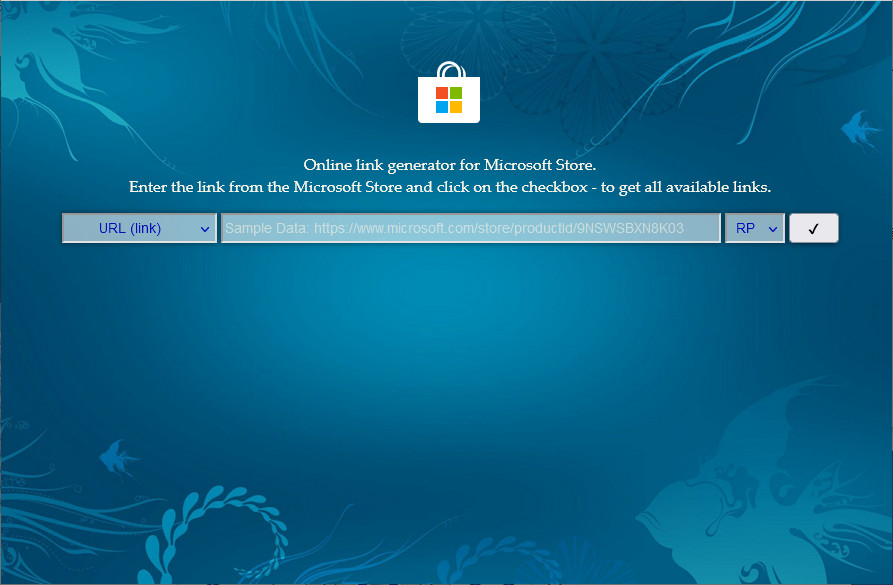 Online link generator for Microsoft Store.
Enter the link from the Microsoft Store and click on the checkbox - to get all available links.
URL (link) Sample Data: https://www.microsoft.com/store/productid/9NSWSBXN8K03 RP ✓